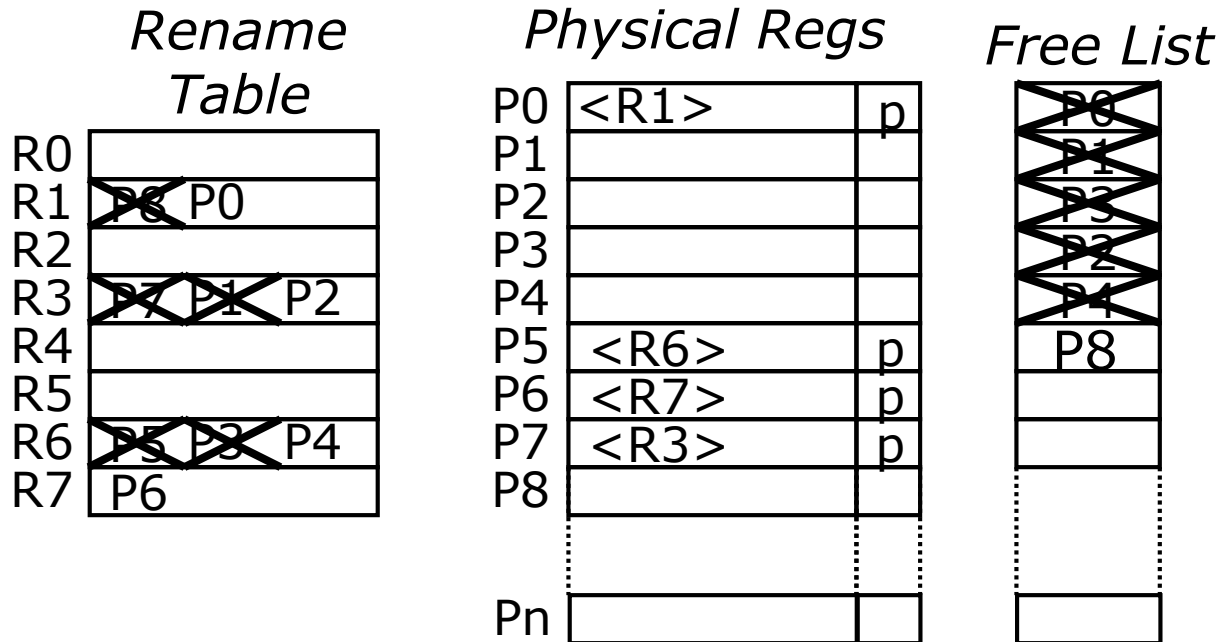 Rename Table
R0
R1 P8 P0
R2
R3 P7 P1 P2
R4
R5
R6 P5 P3 P4
R7 P6
Physical Regs
P0 <R1> p
P1
P2
P3
P4
P5 <R6> p
P6 <R7> p
P7 <R3> p
P8
Pn
Free List
P0
P1
P3
P2
P4
P8